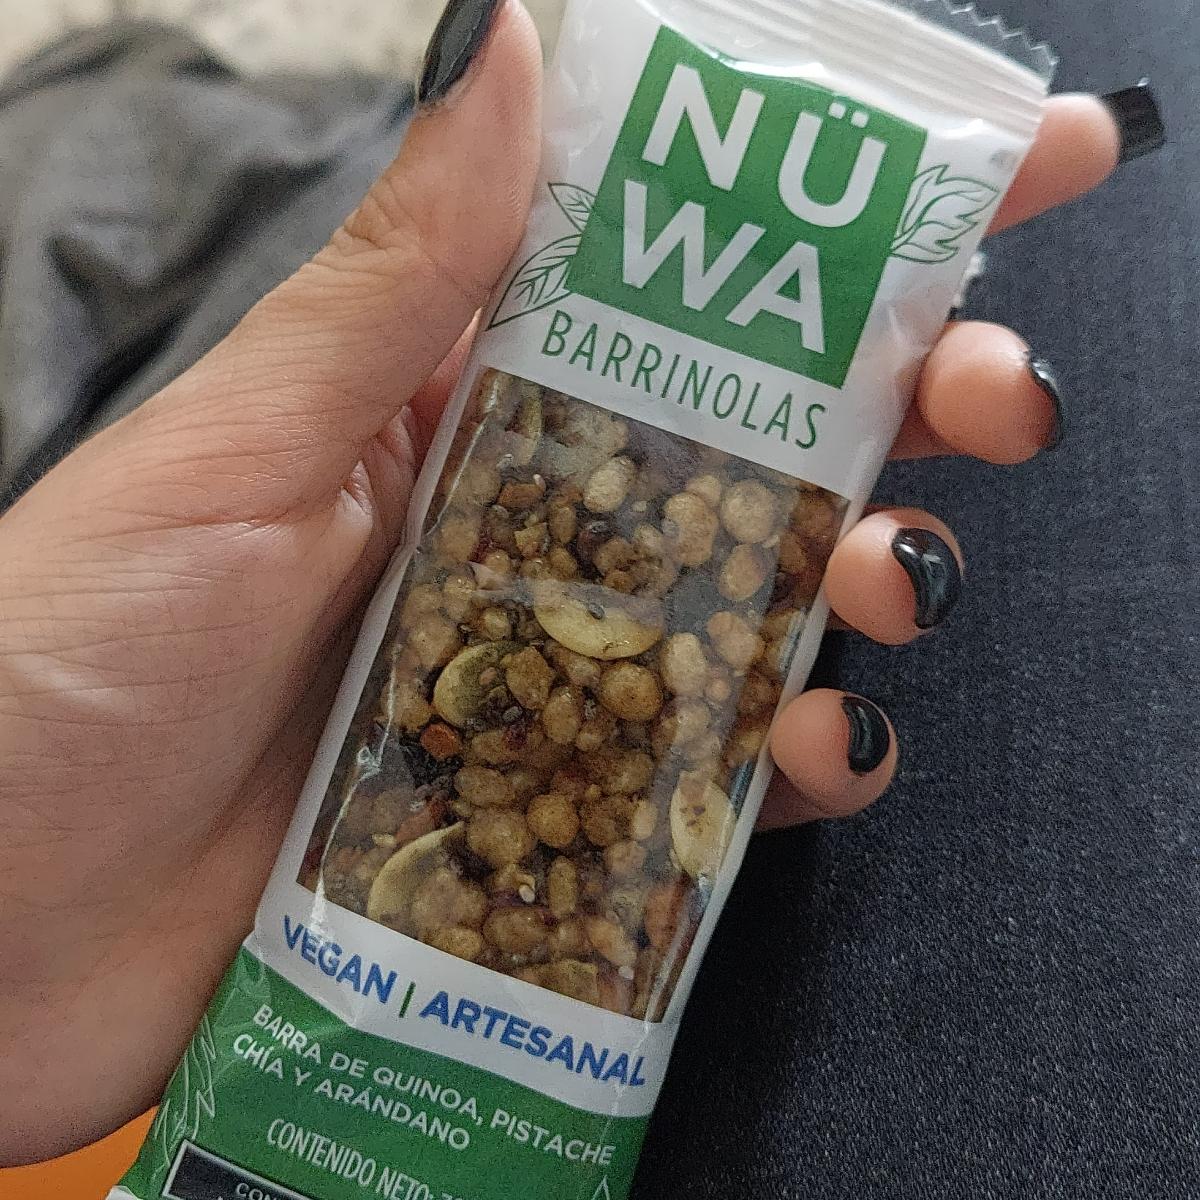 NÜ
WA
BARRINOLAS
VEGAN | ARTESANAL
BARRA DE QUINOA, PISTACHE
CHÍA Y ARÁNDANO
CONTENIDO NETO: